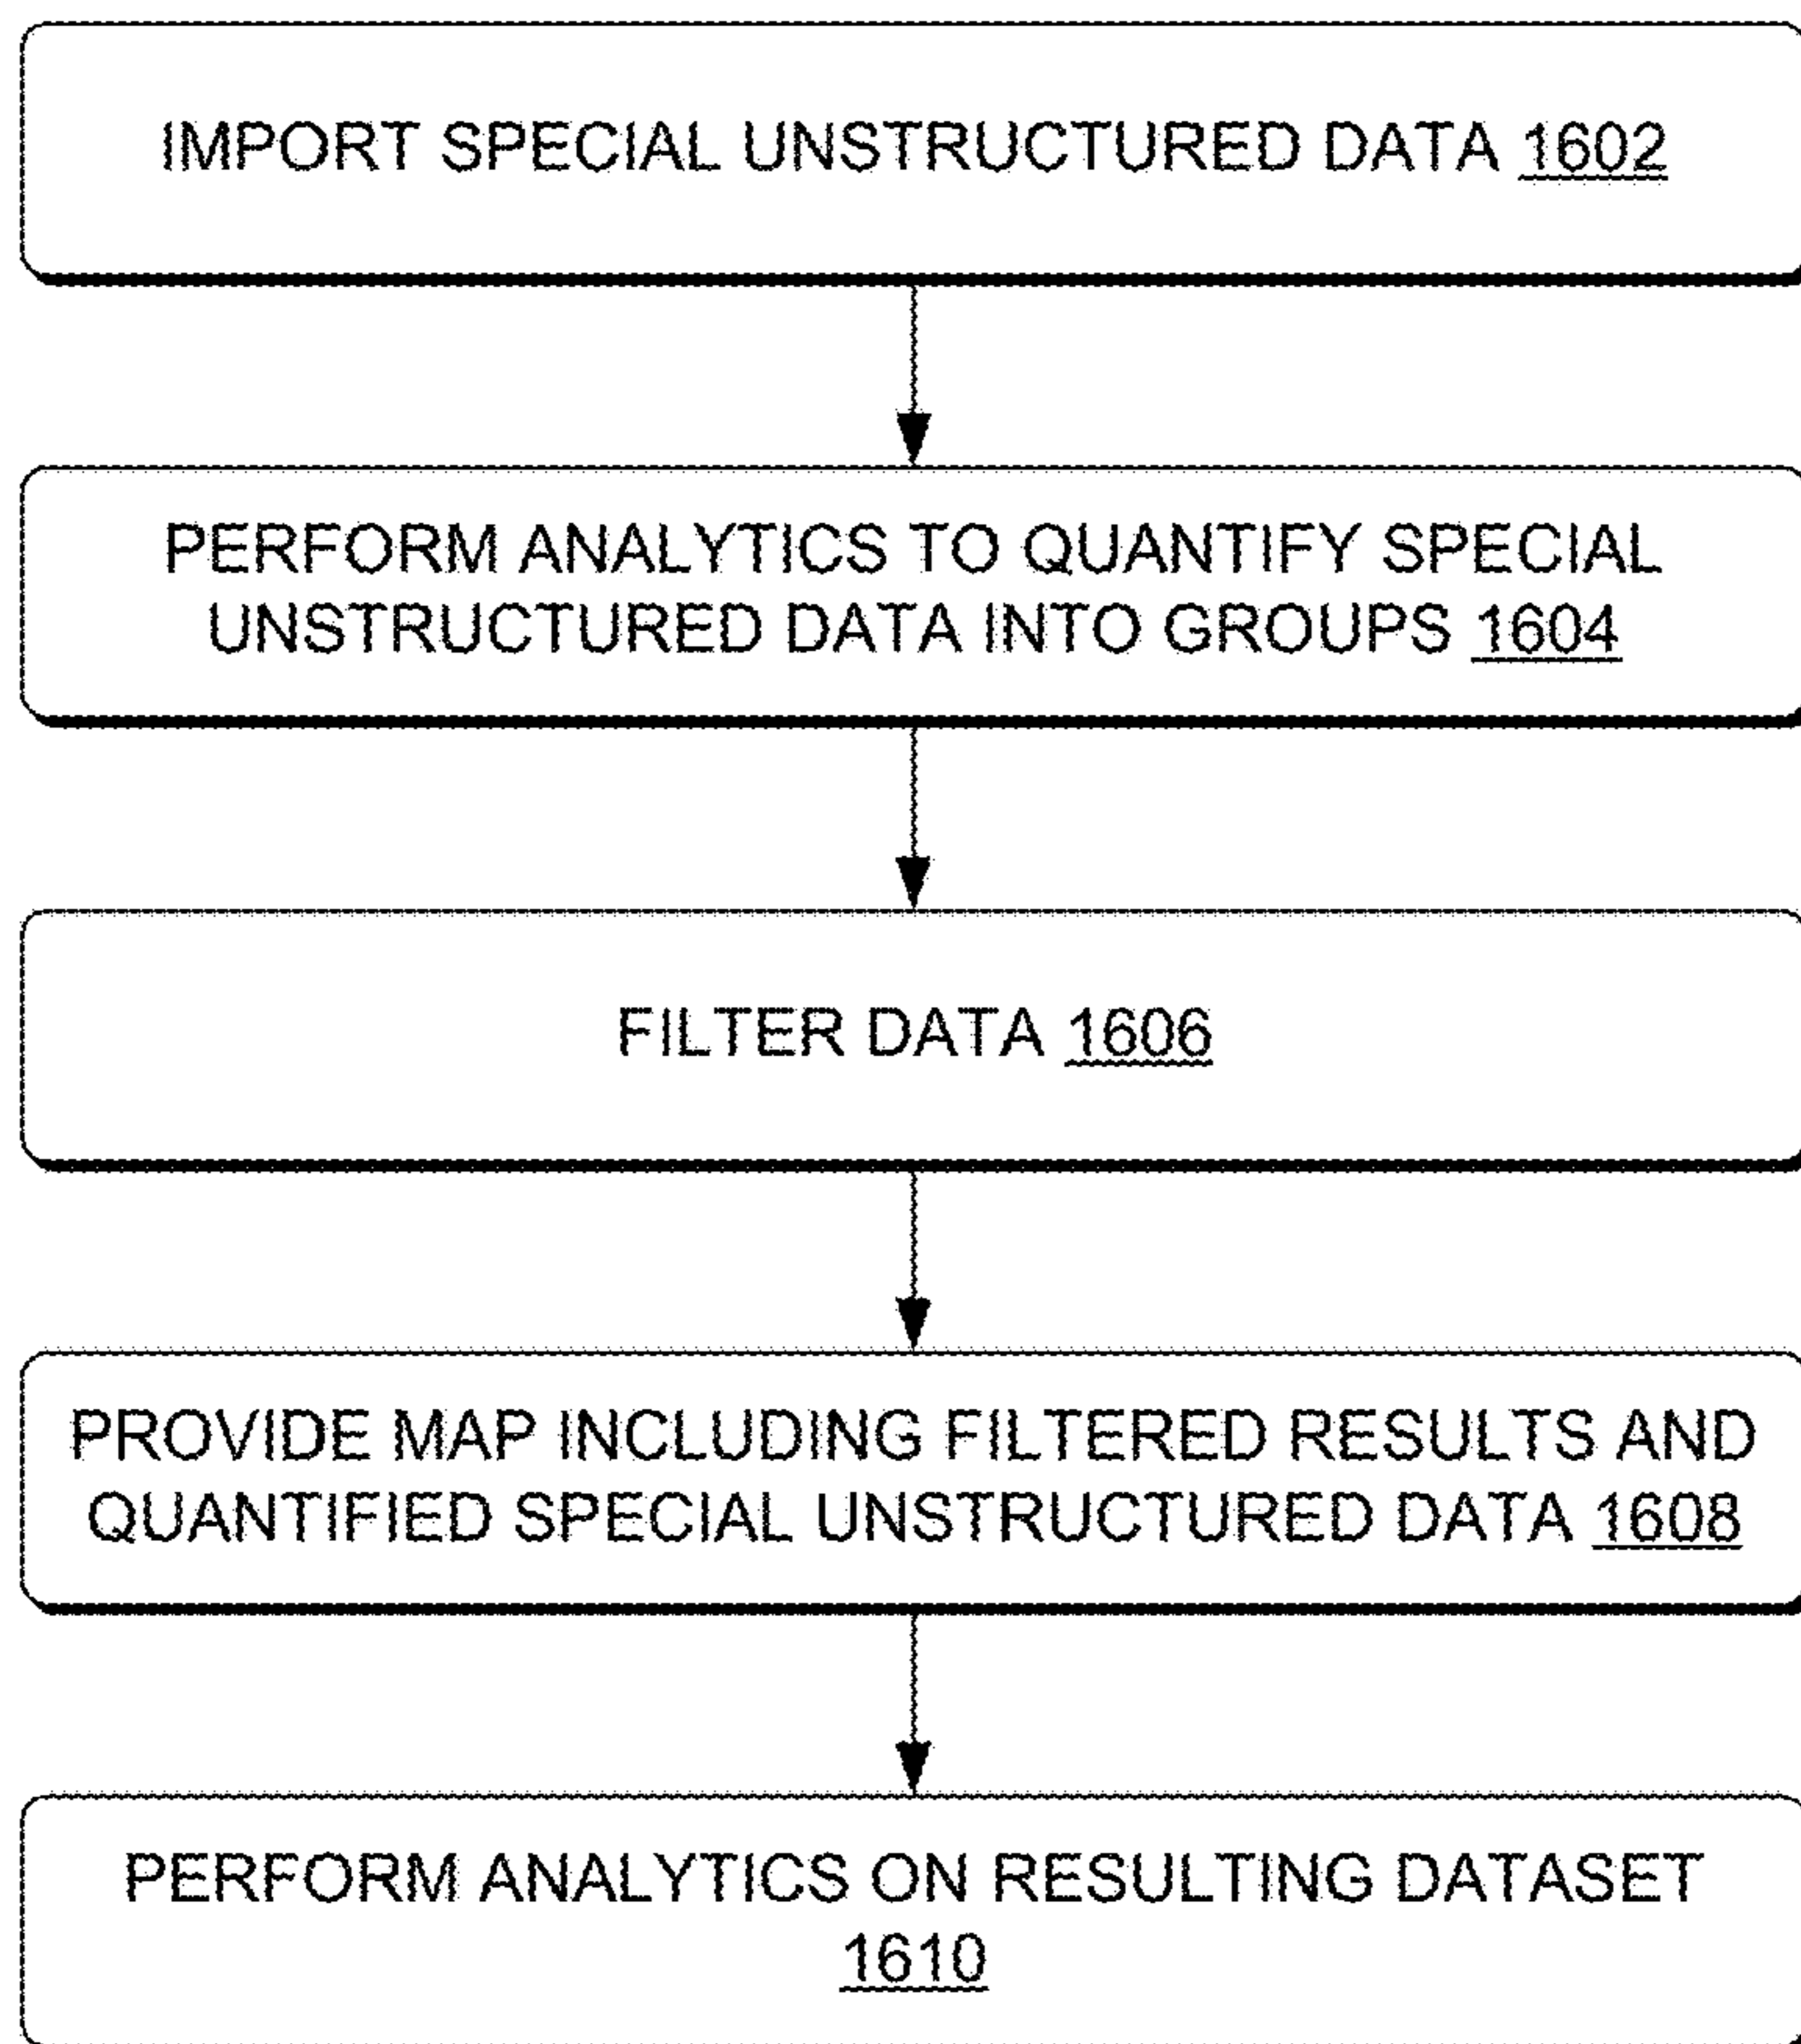 IMPORT SPECIAL UNSTRUCTURED DATA 1602
PERFORM ANALYTICS TO QUANTIFY SPECIAL
UNSTRUCTURED DATA INTO GROUPS 1604
FILTER DATA 1606
PROVIDE MAP INCLUDING FILTERED RESULTS AND
QUANTIFIED SPECIAL UNSTRUCTURED DATA 1608
PERFORM ANALYTICS ON RESULTING DATASET
1610